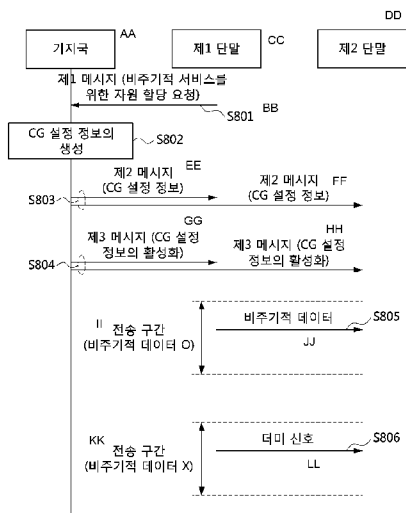 DD
AA
CC
기지국
제1 단말
제2 단말
제1 메시지 (비주기적 서비스를
위한 자원 할당 요청)
BB
S801
CG 설정 정보의
생성
S802
EE
제2 메시지
(CG 설정 정보)
FF
제2 메시지
(CG 설정 정보)
S803
GG
제3 메시지 (CG 설정
정보의 활성화)
HH
제3 메시지 (CG 설정
정보의 활성화)
S804
II
전송 구간
(비주기적 데이터 O)
비주기적 데이터
S805
JJ
KK
전송 구간
(비주기적 데이터 X)
더미 신호
S806
LL